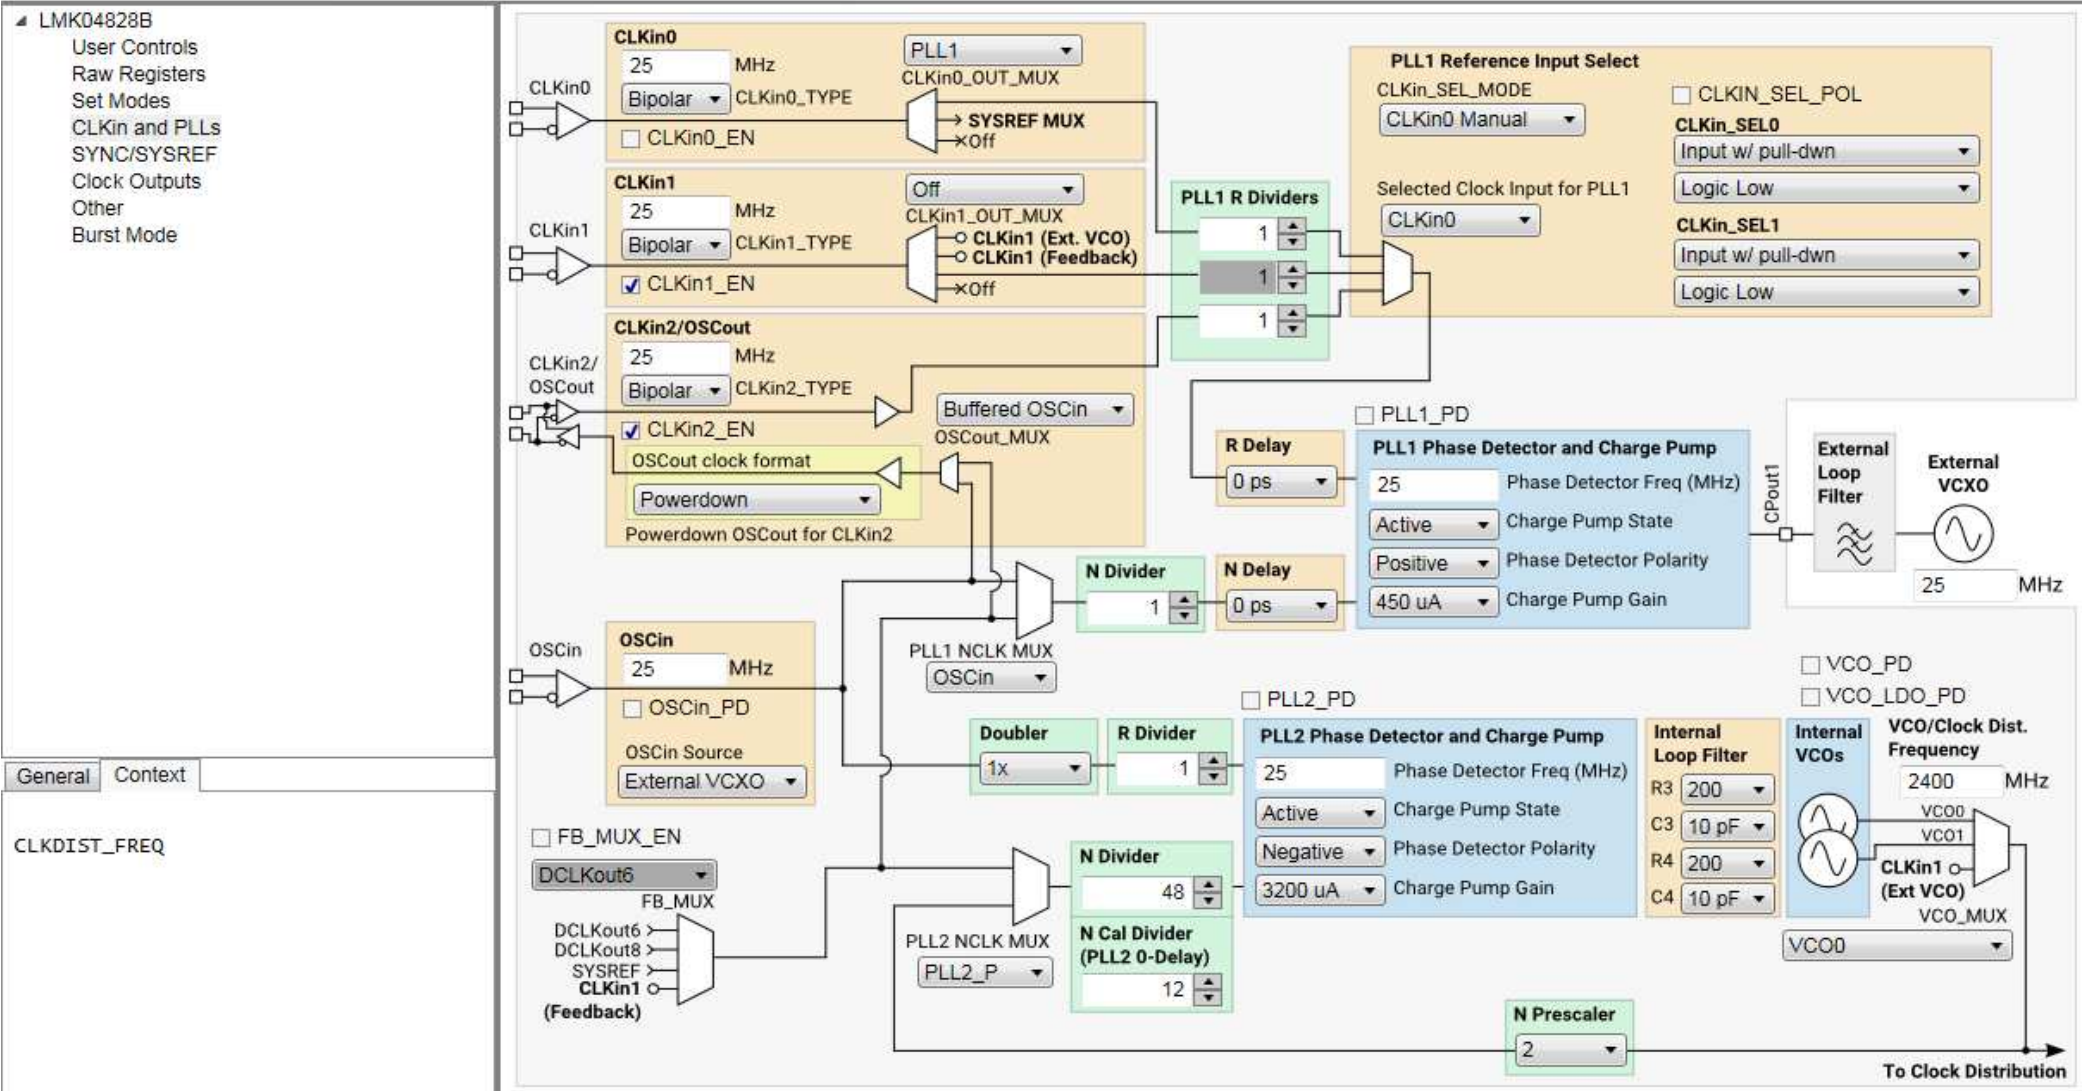 LMK04828B
User Controls
Raw Registers
Set Modes
CLKin and PLLs
SYNC/SYSREF
Clock Outputs
Other
Burst Mode
General
Context
CLKDIST_FREQ
CLKin0
CLKin0
25
MHz
Bipolar
CLKin0_TYPE
CLKin0_EN
PLL1
CLKin0_OUT_MUX
SYSREF MUX
Off
CLKin1
CLKin1
25
MHz
Bipolar
CLKin1_TYPE
CLKin1_EN
Off
CLKin1_OUT_MUX
CLKin1 (Ext. VCO)
CLKin1 (Feedback)
Off
CLKin2/
OSCout
CLKin2/OSCout
25
MHz
Bipolar
CLKin2_TYPE
CLKin2_EN
Buffered OSCin
OSCout_MUX
OSCout clock format
Powerdown
Powerdown OSCout for CLKin2
PLL1 R Dividers
1
1
1
PLL1 Reference Input Select
CLKin_SEL_MODE
CLKin0 Manual
Selected Clock Input for PLL1
CLKin0
CLKIN_SEL_POL
CLKin_SEL0
Input w/ pull-dwn
Logic Low
CLKin_SEL1
Input w/ pull-dwn
Logic Low
PLL1_PD
R Delay
0 ps
PLL1 Phase Detector and Charge Pump
25
Phase Detector Freq (MHz)
Active
Charge Pump State
Positive
Phase Detector Polarity
450 uA
Charge Pump Gain
CPout1
External
Loop
Filter
External
VCXO
25
MHz
N Divider
1
N Delay
0 ps
PLL1 NCLK MUX
OSCin
OSCin
OSCin
25
MHz
OSCin_PD
OSCin Source
External VCXO
PLL2_PD
Doubler
1x
R Divider
1
PLL2 Phase Detector and Charge Pump
25
Phase Detector Freq (MHz)
Active
Charge Pump State
Negative
Phase Detector Polarity
3200 uA
Charge Pump Gain
Internal
Loop Filter
R3
200
C3
10 pF
R4
200
C4
10 pF
VCO_PD
VCO_LDO_PD
Internal
VCOs
VCO/Clock Dist.
Frequency
2400
MHz
VCO0
VCO1
CLKin1
(Ext VCO)
VCO_MUX
VCO0
FB_MUX_EN
DCLKout6
FB_MUX
DCLKout6
DCLKout8
SYSREF
CLKin1
(Feedback)
PLL2 NCLK MUX
PLL2_P
N Divider
48
N Cal Divider
(PLL2 0-Delay)
12
N Prescaler
2
To Clock Distribution